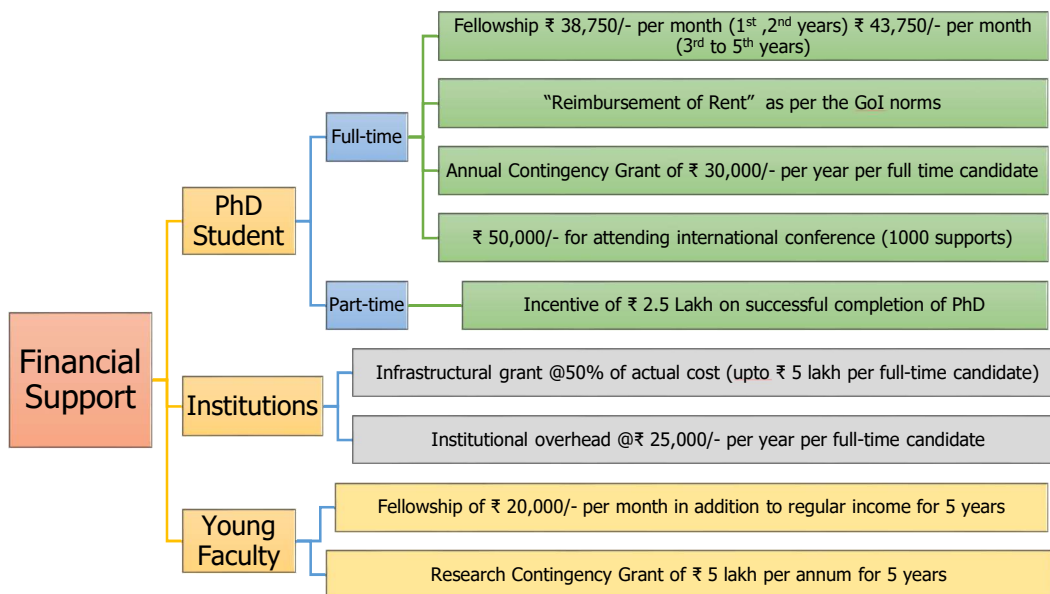 Financial
Support
PhD
Student
Full-time
Fellowship ₹ 38,750/- per month (1st ,2nd years) ₹ 43,750/- per month
(3rd to 5th years)
“Reimbursement of Rent” as per the GoI norms
Annual Contingency Grant of ₹ 30,000/- per year per full time candidate
₹ 50,000/- for attending international conference (1000 supports)
Part-time
Incentive of ₹ 2.5 Lakh on successful completion of PhD
Institutions
Infrastructural grant @50% of actual cost (upto ₹ 5 lakh per full-time candidate)
Institutional overhead @₹ 25,000/- per year per full-time candidate
Young
Faculty
Fellowship of ₹ 20,000/- per month in addition to regular income for 5 years
Research Contingency Grant of ₹ 5 lakh per annum for 5 years